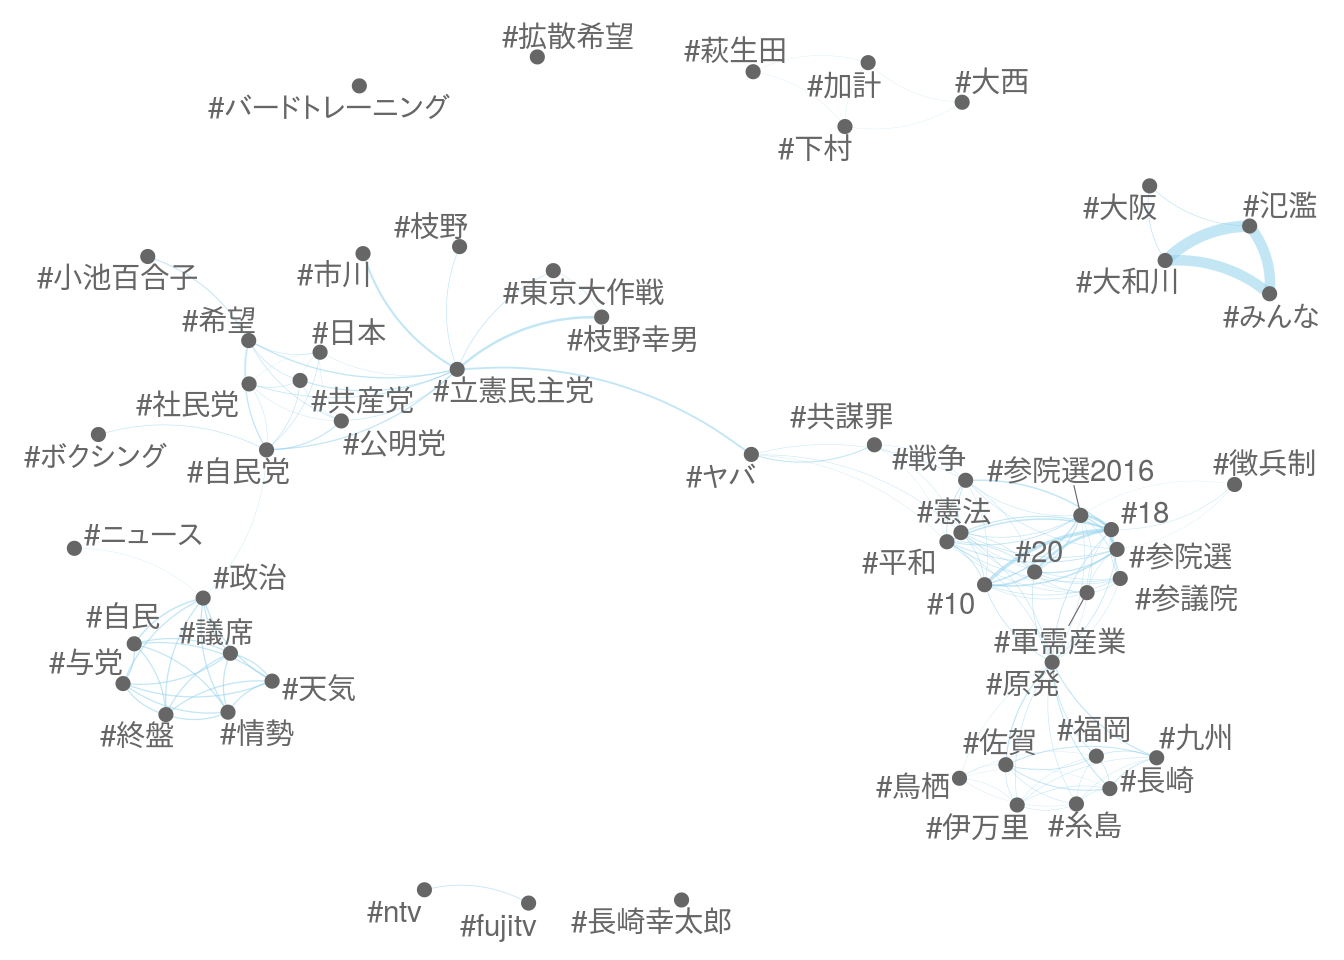 #拡散希望
#萩生田
#加計
#大西
#バードトレーニング
#下村
#大阪
#氾濫
#枝野
#市川
#小池百合子
#大和川
#東京大作戦
#みんな
#希望
#日本
#枝野幸男
#立憲民主党
#社民党
#共産党
#共謀罪
#公明党
#ボクシング
#自民党
#ヤバ
#戦争
#参院選2016
#徴兵制
#憲法
#18
#ニュース
#20
#参院選
#平和
#政治
#10
#参議院
#自民
#議席
#軍需産業
#与党
#原発
#天気
#終盤
#情勢
#佐賀
#福岡
#九州
#鳥栖
#長崎
#伊万里
#糸島
#ntv
#fujitv
#長崎幸太郎